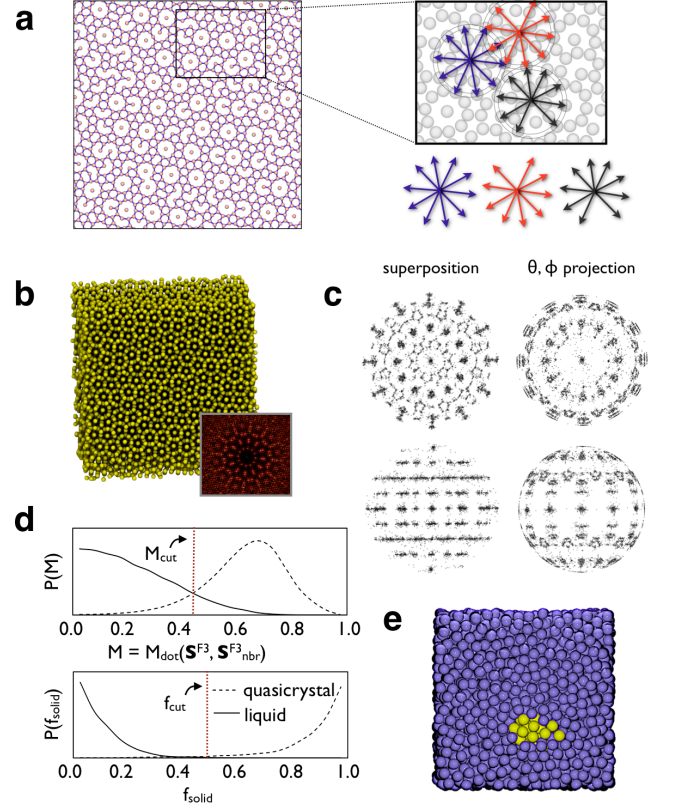 a
b
c
superposition
θ, ϕ projection
d
P(M)
M_cut
0.0 0.2 0.4 0.6 0.8 1.0
M = M_dot(S^F3, S^F3_nbr)
P(f_solid)
f_cut
quasicrystal
liquid
0.0 0.2 0.4 0.6 0.8 1.0
f_solid
e